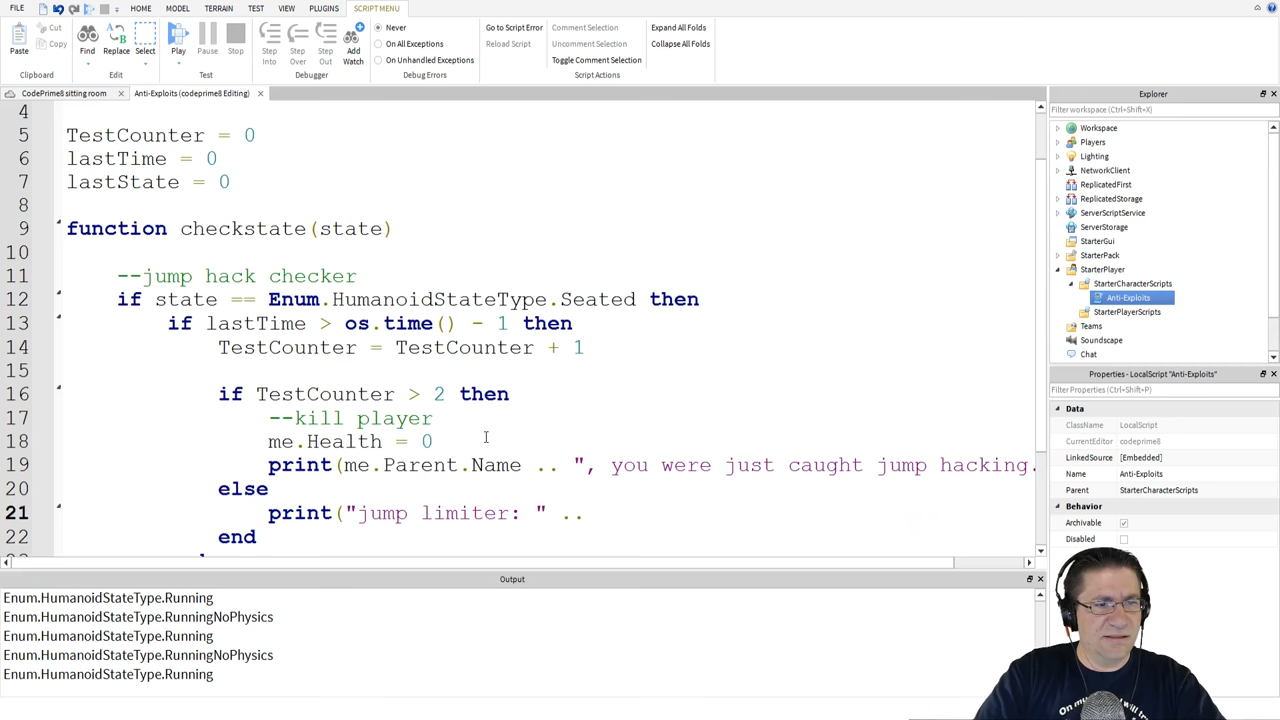 FILE HOME MODEL TERRAIN TEST VIEW PLUGINS SCRIPT MENU
Paste Cut Copy Clipboard
Find Replace Select Edit
Play Pause Stop Test
Step Into Step Over Step Out Add Watch Debugger
Never
On All Exceptions
On Unhandled Exceptions
Debug Errors
Go to Script Error
Reload Script
Comment Selection
Uncomment Selection
Toggle Comment Selection
Expand All Folds
Collapse All Folds
Script Actions
CodePrime8 sitting room × Anti-Exploits (codeprime8 Editing) ×
4
5 TestCounter = 0
6 lastTime = 0
7 lastState = 0
8
9 function checkstate(state)
10
11 --jump hack checker
12 if state == Enum.HumanoidStateType.Seated then
13 if lastTime > os.time() - 1 then
14 TestCounter = TestCounter + 1
15
16 if TestCounter > 2 then
17 --kill player
18 me.Health = 0
19 print(me.Parent.Name .. ", you were just caught jump hacking.
20 else
21 print("jump limiter: " ..
22 end
Output
Enum.HumanoidStateType.Running
Enum.HumanoidStateType.RunningNoPhysics
Enum.HumanoidStateType.Running
Enum.HumanoidStateType.RunningNoPhysics
Enum.HumanoidStateType.Running
Explorer
Filter workspace (Ctrl+Shift+X)
Workspace
Players
Lighting
NetworkClient
ReplicatedFirst
ReplicatedStorage
ServerScriptService
ServerStorage
StarterGui
StarterPack
StarterPlayer
StarterCharacterScripts
Anti-Exploits
StarterPlayerScripts
Teams
Soundscape
Chat
Properties - LocalScript "Anti-Exploits"
Filter Properties (Ctrl+Shift+P)
Data
ClassName LocalScript
CurrentEditor codeprime8
LinkedSource [Embedded]
Name Anti-Exploits
Parent StarterCharacterScripts
Behavior
Archivable
Disabled